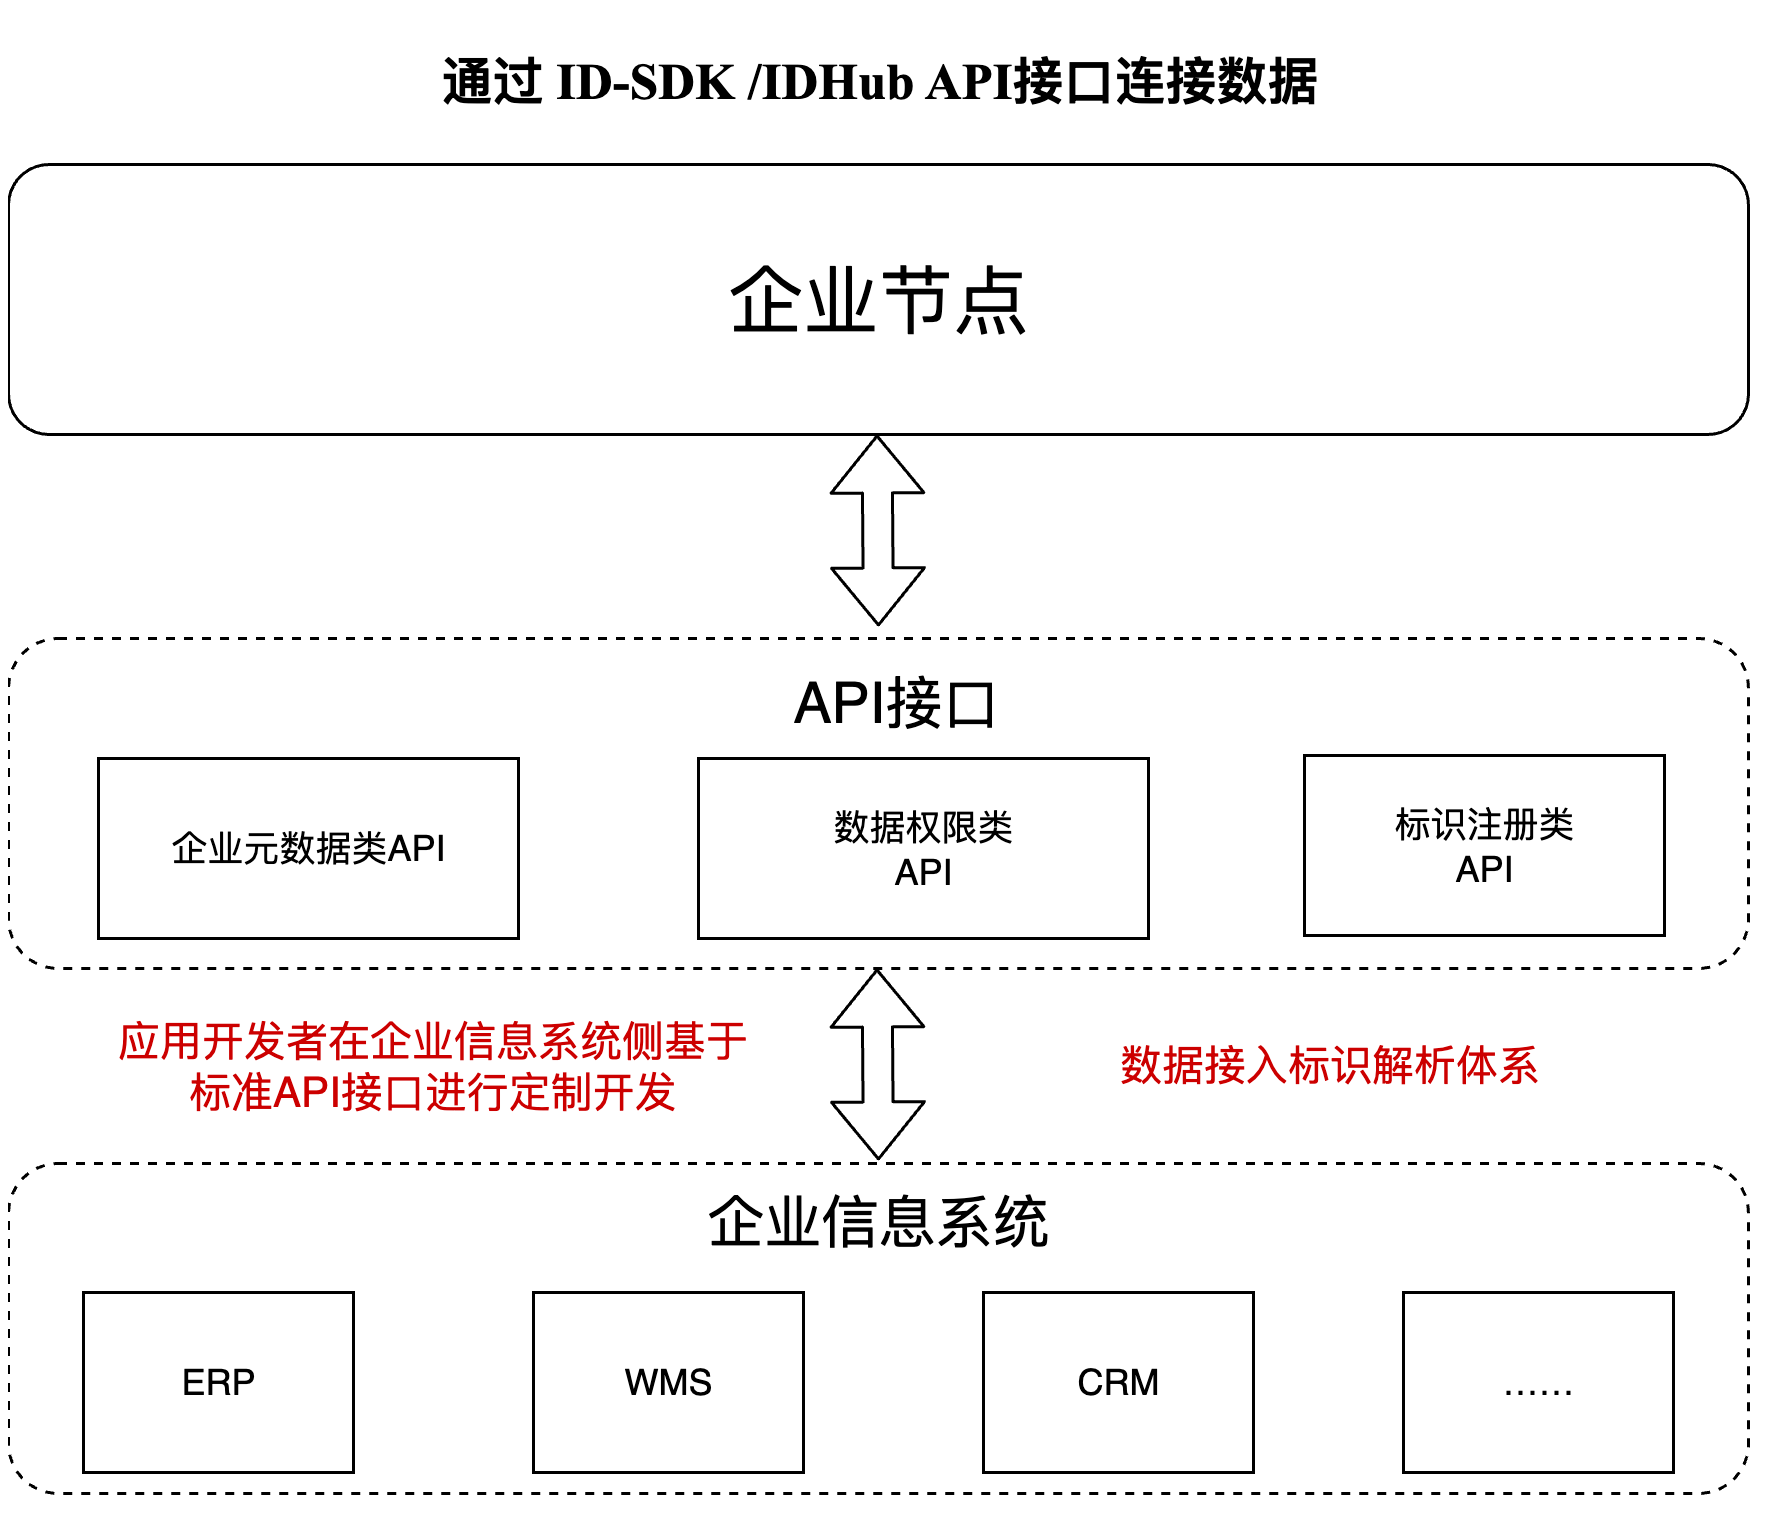 通过 ID-SDK /IDHub API接口连接数据
企业节点
API接口
企业元数据类API
数据权限类
API
标识注册类
API
应用开发者在企业信息系统侧基于
标准API接口进行定制开发
数据接入标识解析体系
企业信息系统
ERP
WMS
CRM
......